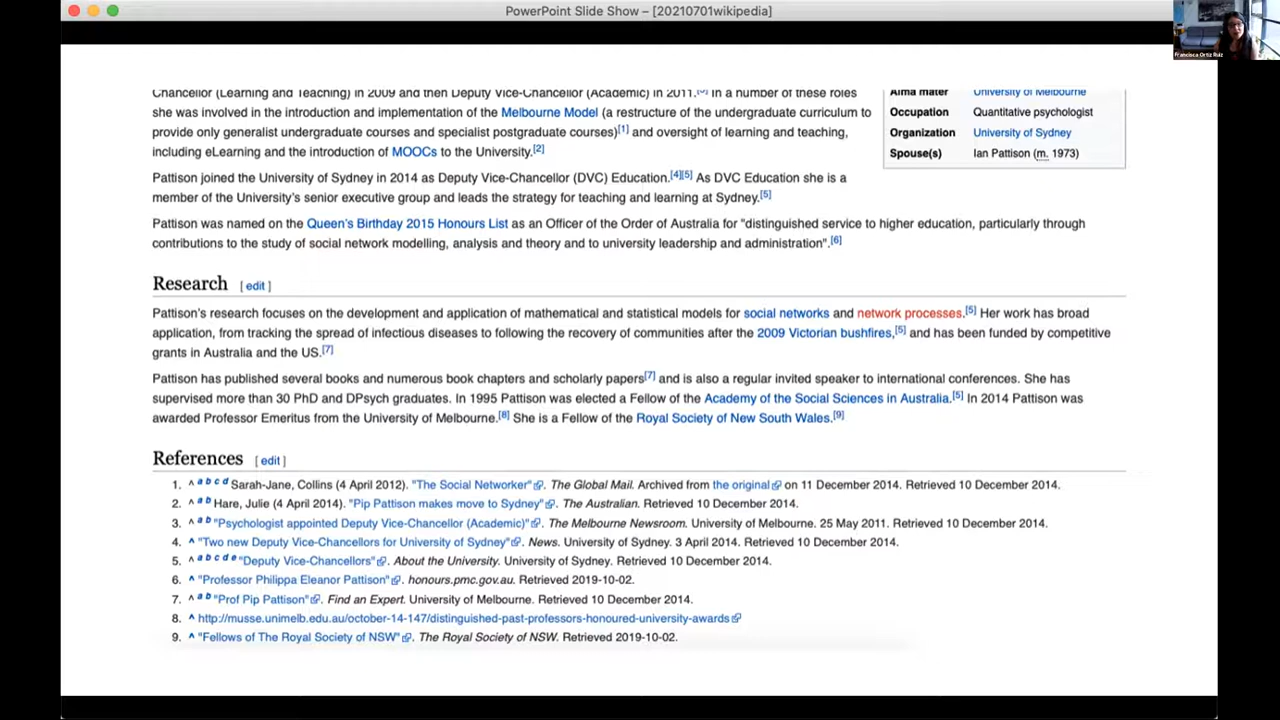 PowerPoint Slide Show – [20210701wikipedia]
Francisca Ortiz Ruiz
Chancellor (Learning and Teaching) in 2009 and then Deputy Vice-Chancellor (Academic) in 2011. In a number of these roles
she was involved in the introduction and implementation of the Melbourne Model (a restructure of the undergraduate curriculum to
provide only generalist undergraduate courses and specialist postgraduate courses)[1] and oversight of learning and teaching,
including eLearning and the introduction of MOOCs to the University.[2]
Alma mater University of Melbourne
Occupation Quantitative psychologist
Organization University of Sydney
Spouse(s) Ian Pattison (m. 1973)
Pattison joined the University of Sydney in 2014 as Deputy Vice-Chancellor (DVC) Education.[4][5] As DVC Education she is a
member of the University's senior executive group and leads the strategy for teaching and learning at Sydney.[5]
Pattison was named on the Queen's Birthday 2015 Honours List as an Officer of the Order of Australia for "distinguished service to higher education, particularly through
contributions to the study of social network modelling, analysis and theory and to university leadership and administration".[6]
Research [ edit ]
Pattison's research focuses on the development and application of mathematical and statistical models for social networks and network processes.[5] Her work has broad
application, from tracking the spread of infectious diseases to following the recovery of communities after the 2009 Victorian bushfires,[5] and has been funded by competitive
grants in Australia and the US.[7]
Pattison has published several books and numerous book chapters and scholarly papers[7] and is also a regular invited speaker to international conferences. She has
supervised more than 30 PhD and DPsych graduates. In 1995 Pattison was elected a Fellow of the Academy of the Social Sciences in Australia.[5] In 2014 Pattison was
awarded Professor Emeritus from the University of Melbourne.[8] She is a Fellow of the Royal Society of New South Wales.[9]
References [ edit ]
1. ^ a b c d Sarah-Jane, Collins (4 April 2012). "The Social Networker". The Global Mail. Archived from the original on 11 December 2014. Retrieved 10 December 2014.
2. ^ a b Hare, Julie (4 April 2014). "Pip Pattison makes move to Sydney". The Australian. Retrieved 10 December 2014.
3. ^ a b "Psychologist appointed Deputy Vice-Chancellor (Academic)". The Melbourne Newsroom. University of Melbourne. 25 May 2011. Retrieved 10 December 2014.
4. ^ "Two new Deputy Vice-Chancellors for University of Sydney". News. University of Sydney. 3 April 2014. Retrieved 10 December 2014.
5. ^ a b c d e "Deputy Vice-Chancellors". About the University. University of Sydney. Retrieved 10 December 2014.
6. ^ "Professor Philippa Eleanor Pattison". honours.pmc.gov.au. Retrieved 2019-10-02.
7. ^ a b "Prof Pip Pattison". Find an Expert. University of Melbourne. Retrieved 10 December 2014.
8. ^ http://musse.unimelb.edu.au/october-14-147/distinguished-past-professors-honoured-university-awards
9. ^ "Fellows of The Royal Society of NSW". The Royal Society of NSW. Retrieved 2019-10-02.